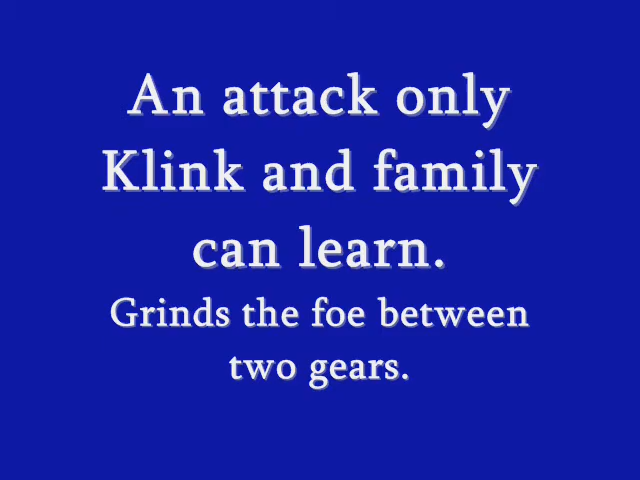 An attack only
Klink and family
can learn.
Grinds the foe between
two gears.